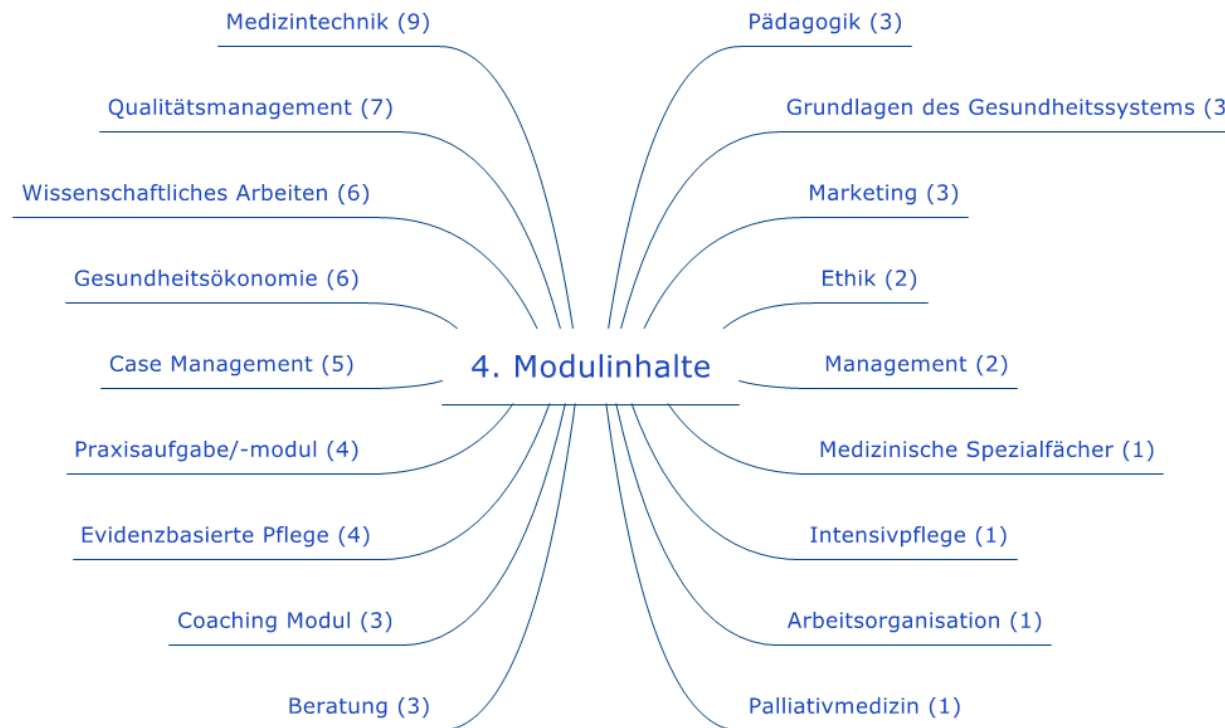 Medizintechnik (9)
Qualitätsmanagement (7)
Wissenschaftliches Arbeiten (6)
Gesundheitsökonomie (6)
Case Management (5)
Praxisaufgabe/-modul (4)
Evidenzbasierte Pflege (4)
Coaching Modul (3)
Beratung (3)
4. Modulinhalte
Pädagogik (3)
Grundlagen des Gesundheitssystems (3
Marketing (3)
Ethik (2)
Management (2)
Medizinische Spezialfächer (1)
Intensivpflege (1)
Arbeitsorganisation (1)
Palliativmedizin (1)